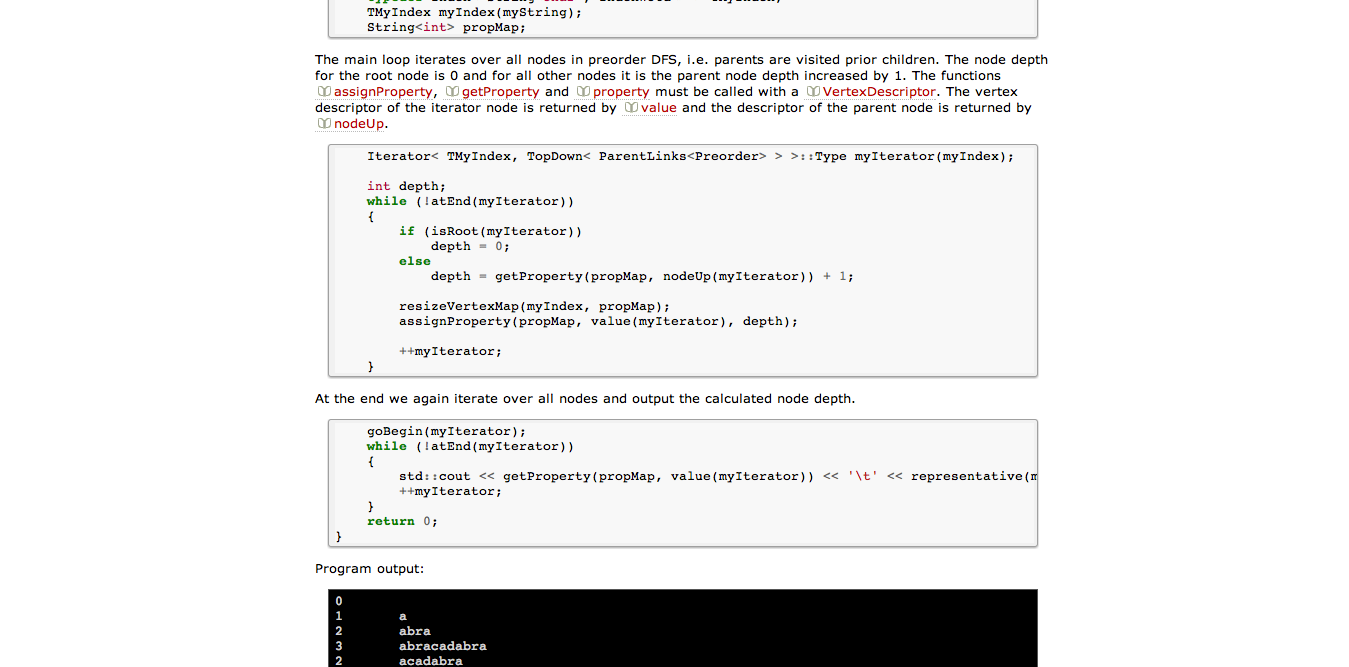 TMyIndex myIndex(myString);
String<int> propMap;
The main loop iterates over all nodes in preorder DFS, i.e. parents are visited prior children. The node depth
for the root node is 0 and for all other nodes it is the parent node depth increased by 1. The functions
assignProperty, getProperty and property must be called with a VertexDescriptor. The vertex
descriptor of the iterator node is returned by value and the descriptor of the parent node is returned by
nodeUp.
Iterator< TMyIndex, TopDown< ParentLinks<Preorder> > >::Type myIterator(myIndex);
int depth;
while (!atEnd(myIterator))
{
if (isRoot(myIterator))
depth = 0;
else
depth = getProperty(propMap, nodeUp(myIterator)) + 1;
resizeVertexMap(myIndex, propMap);
assignProperty(propMap, value(myIterator), depth);
++myIterator;
}
At the end we again iterate over all nodes and output the calculated node depth.
goBegin(myIterator);
while (!atEnd(myIterator))
{
std::cout << getProperty(propMap, value(myIterator)) << '\t' << representative(m
++myIterator;
}
return 0;
}
Program output:
0
1 a
2 abra
3 abracadabra
2 acadabra